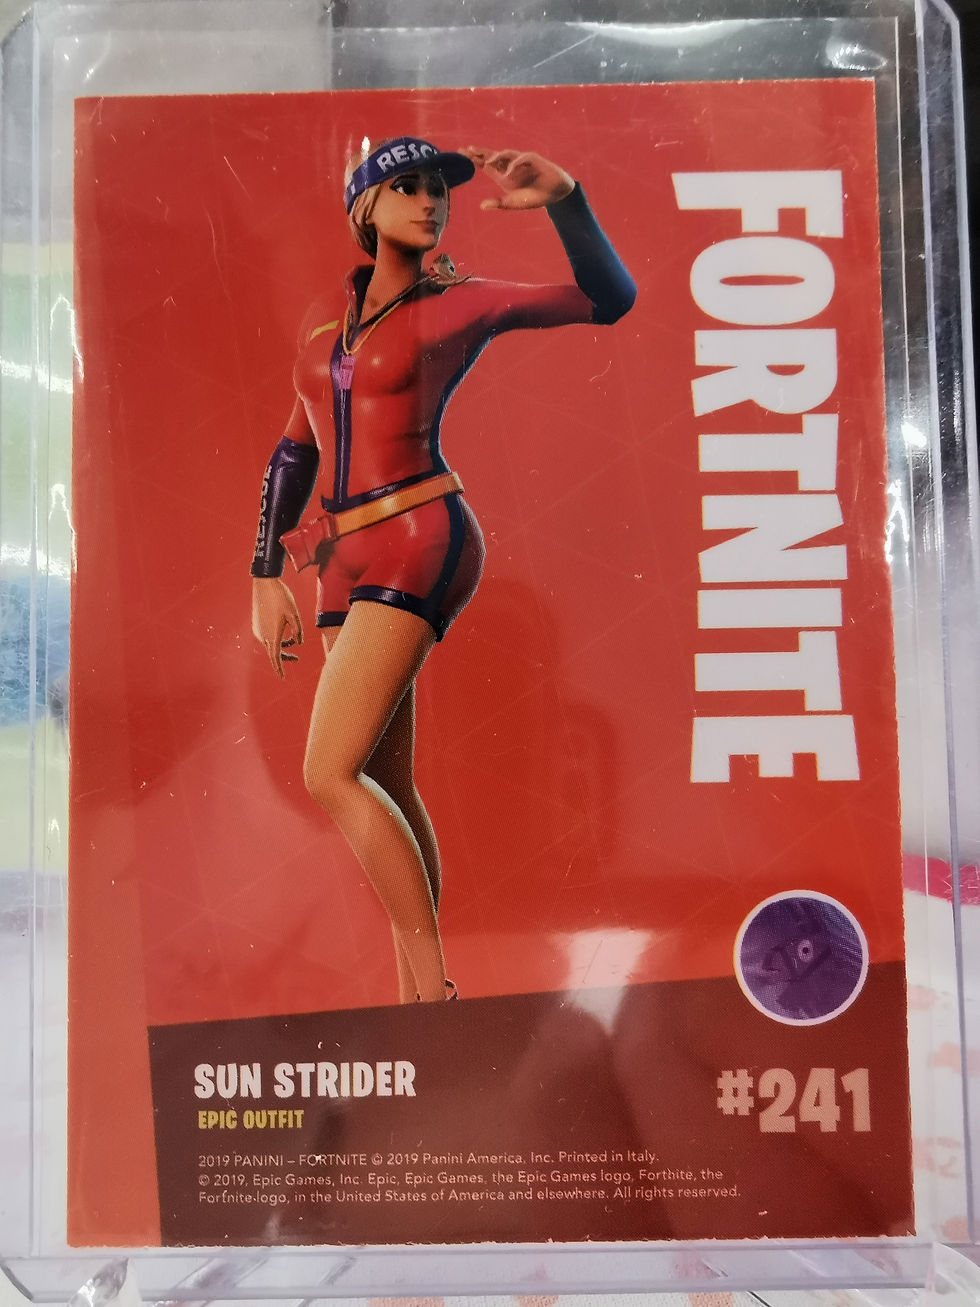 RESC
RESCUE
FORTNITE
SUN STRIDER
EPIC OUTFIT
#241
2019 PANINI – FORTNITE © 2019 Panini America, Inc. Printed in Italy.
© 2019, Epic Games, Inc. Epic, Epic Games, the Epic Games logo, Fortnite, the
Fortnite logo, in the United States of America and elsewhere. All rights reserved.